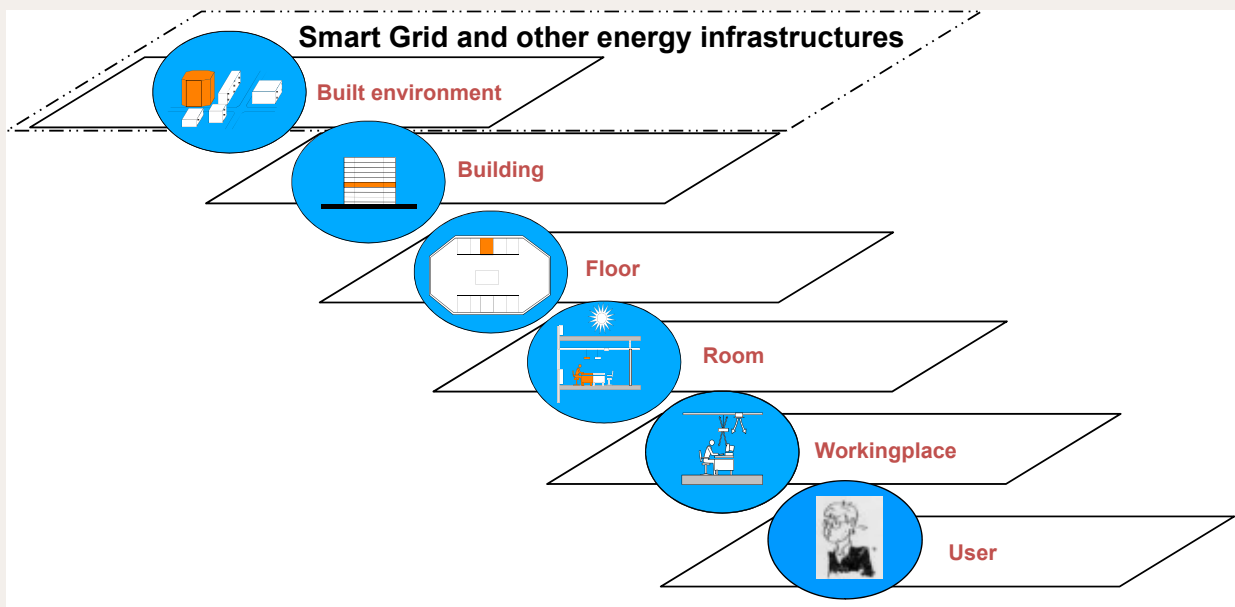 Smart Grid and other energy infrastructures
Built environment
Building
Floor
Room
Workingplace
User